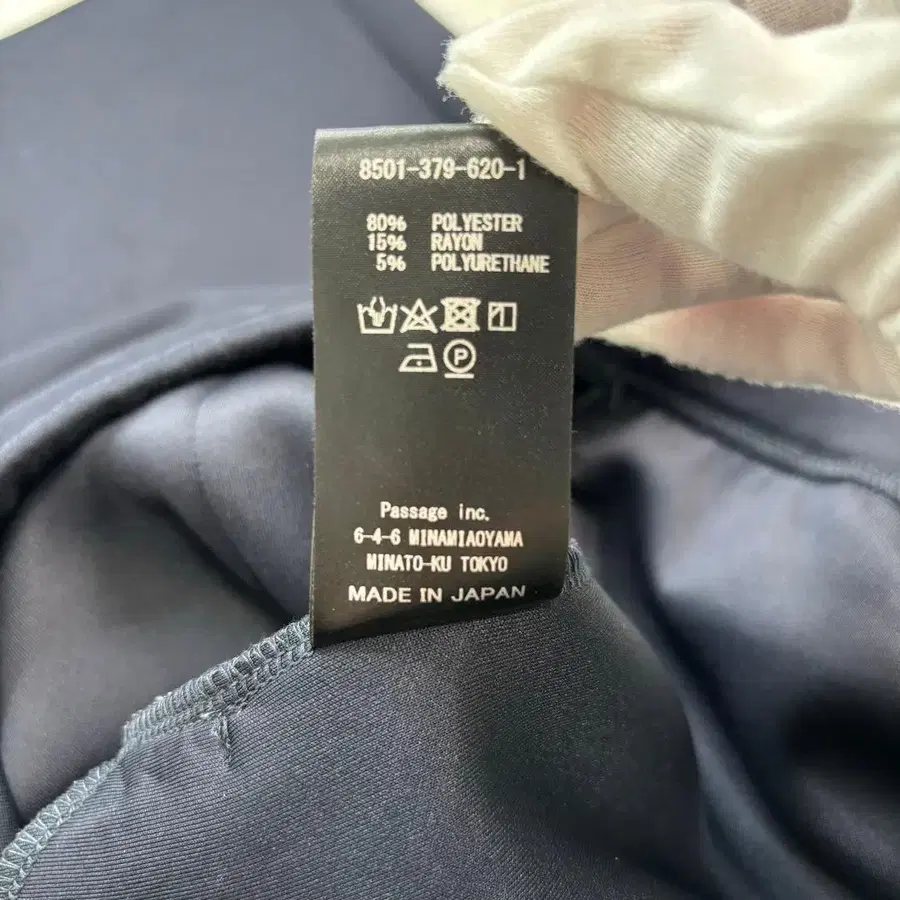 8501-379-620-1
80% POLYESTER
15% RAYON
5% POLYURETHANE
P
Passage inc.
6-4-6 MINAMIAOYAMA
MINATO-KU TOKYO
MADE IN JAPAN